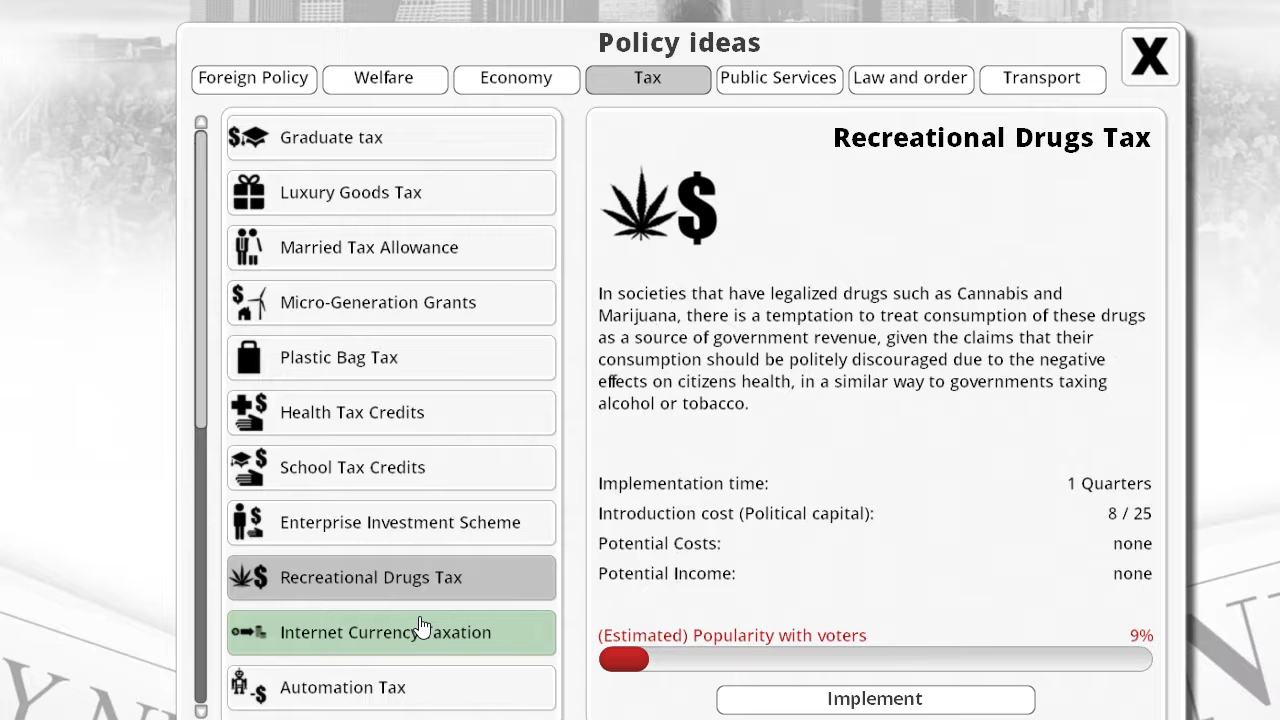 Policy ideas
X
Foreign Policy
Welfare
Economy
Tax
Public Services
Law and order
Transport
$ Graduate tax
Luxury Goods Tax
Married Tax Allowance
$ Micro-Generation Grants
Plastic Bag Tax
$ Health Tax Credits
$ School Tax Credits
$ Enterprise Investment Scheme
$ Recreational Drugs Tax
Internet Currency Taxation
-$ Automation Tax
Recreational Drugs Tax
$
In societies that have legalized drugs such as Cannabis and
Marijuana, there is a temptation to treat consumption of these drugs
as a source of government revenue, given the claims that their
consumption should be politely discouraged due to the negative
effects on citizens health, in a similar way to governments taxing
alcohol or tobacco.
Implementation time: 1 Quarters
Introduction cost (Political capital): 8 / 25
Potential Costs: none
Potential Income: none
(Estimated) Popularity with voters 9%
Implement